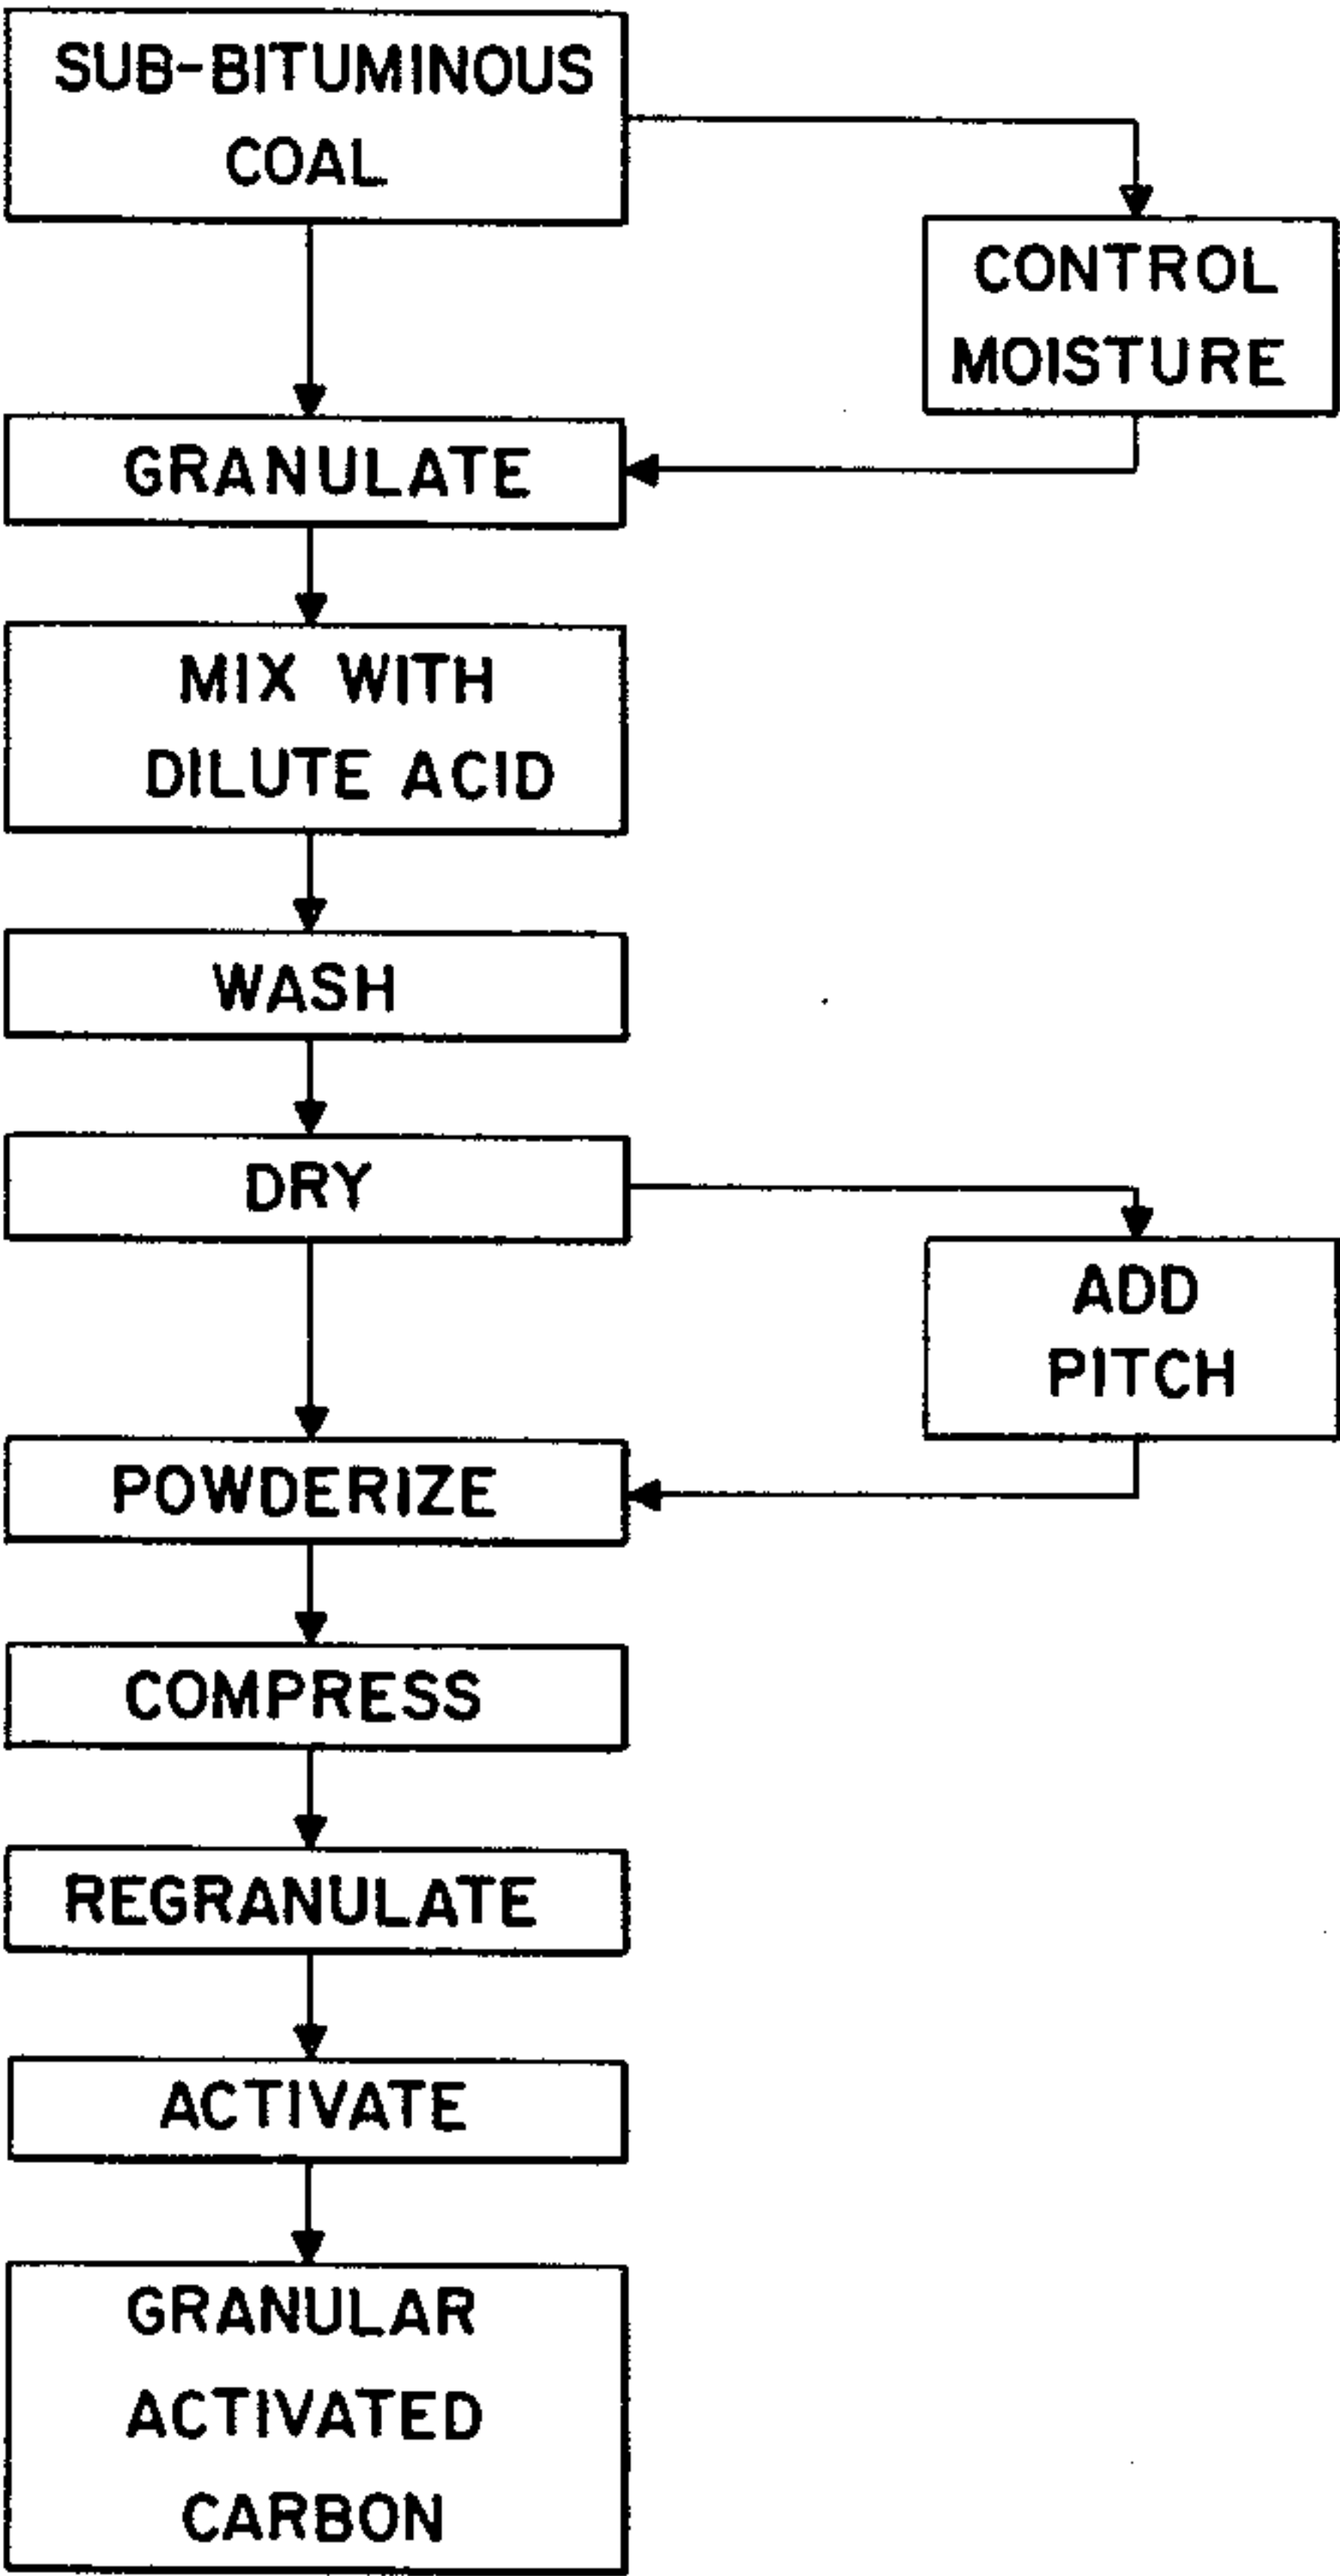 SUB-BITUMINOUS
COAL
CONTROL
MOISTURE
GRANULATE
MIX WITH
DILUTE ACID
WASH
DRY
ADD
PITCH
POWDERIZE
COMPRESS
REGRANULATE
ACTIVATE
GRANULAR
ACTIVATED
CARBON